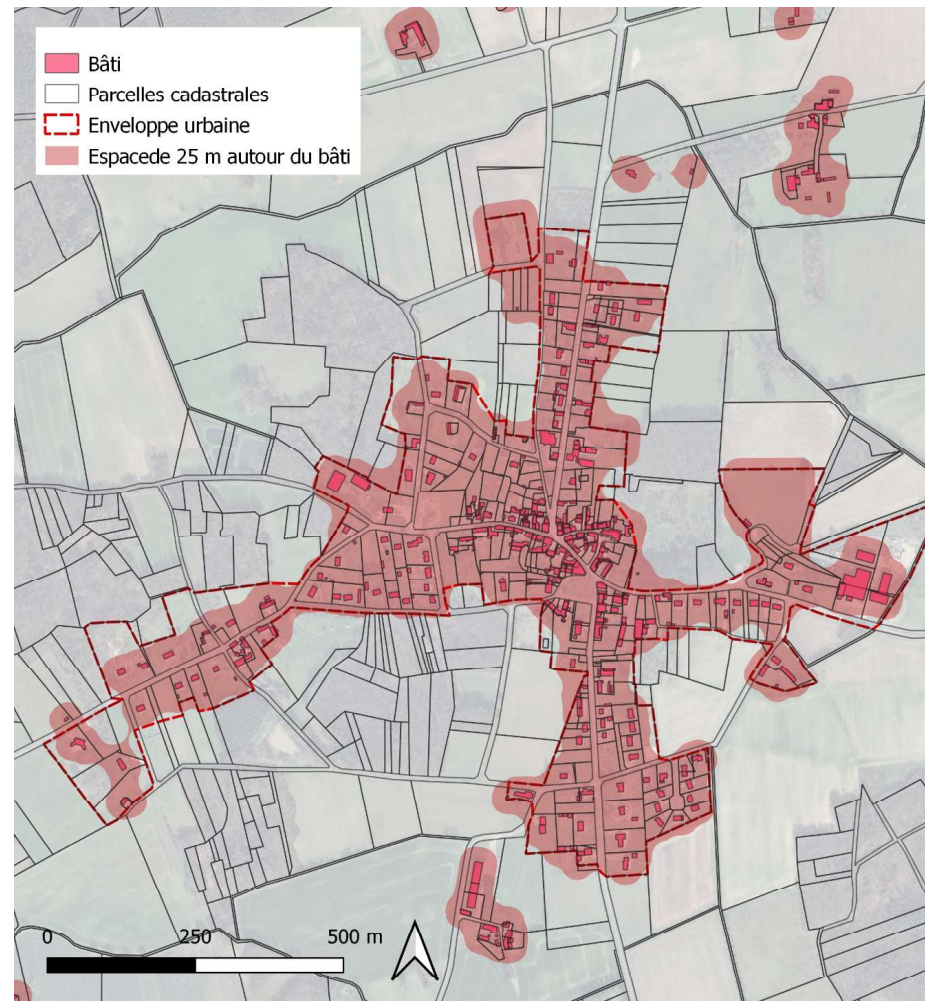 Bâti
Parcelles cadastrales
Enveloppe urbaine
Espacede 25 m autour du bâti
0 250 500 m